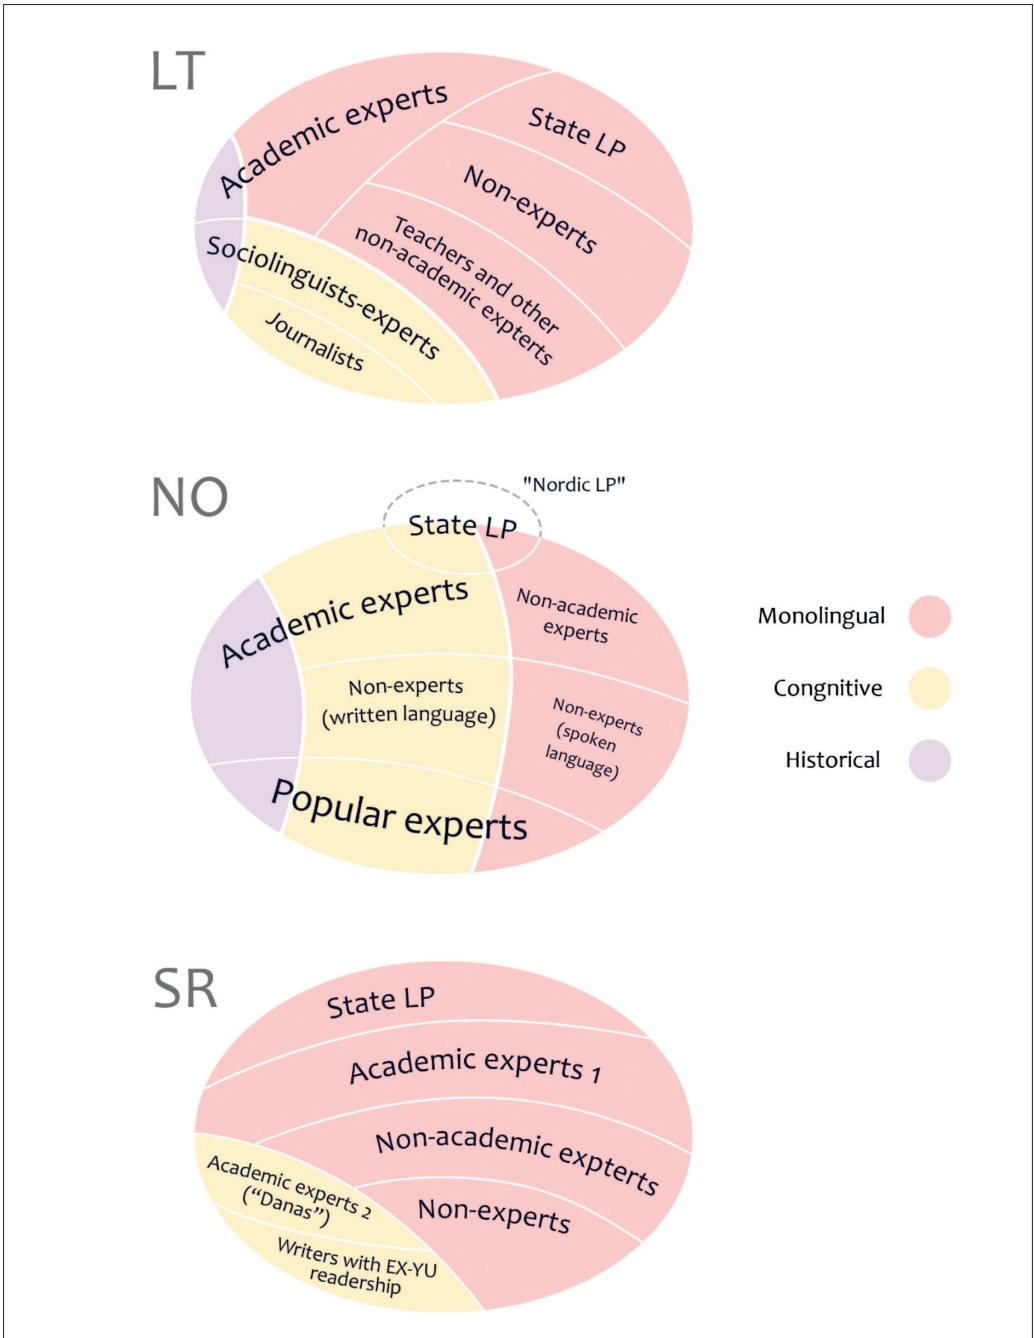 LT
Academic experts
State LP
Non-experts
Teachers and other
non-academic expterts
Sociolinguists-experts
Journalists
NO
"Nordic LP"
State LP
Academic experts
Non-academic
experts
Non-experts
(written language)
Non-experts
(spoken
language)
Popular experts
Monolingual
Congnitive
Historical
SR
State LP
Academic experts 1
Non-academic expterts
Academic experts 2
(“Danas”)
Non-experts
Writers with EX-YU
readership